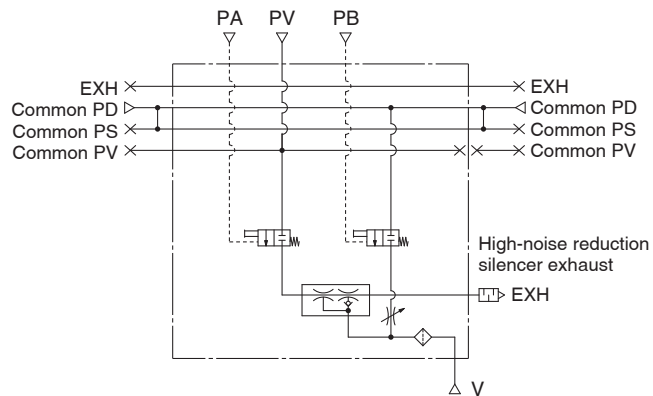 PA PV PB
EXH EXH
Common PD Common PD
Common PS Common PS
Common PV Common PV
High-noise reduction
silencer exhaust
EXH
V